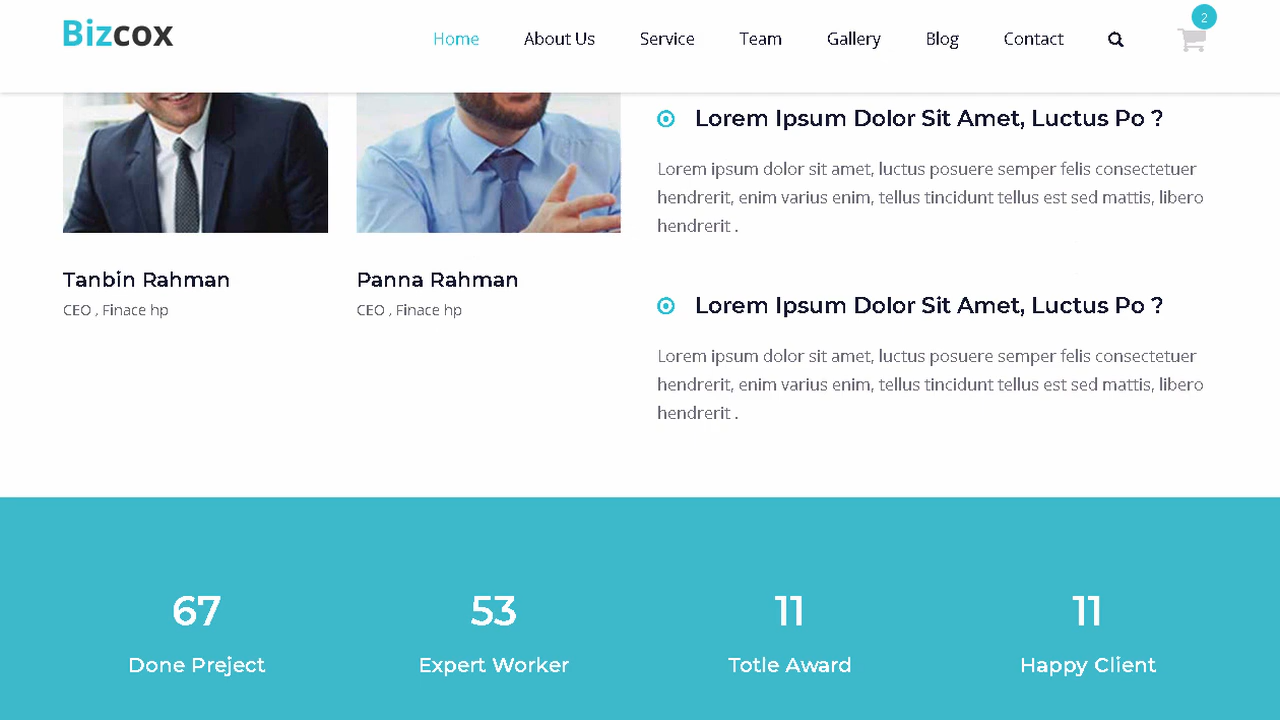 Bizcox
Home About Us Service Team Gallery Blog Contact 2
Tanbin Rahman
CEO , Finace hp
Panna Rahman
CEO , Finace hp
Lorem Ipsum Dolor Sit Amet, Luctus Po ?
Lorem ipsum dolor sit amet, luctus posuere semper felis consectetuer
hendrerit, enim varius enim, tellus tincidunt tellus est sed mattis, libero
hendrerit .
Lorem Ipsum Dolor Sit Amet, Luctus Po ?
Lorem ipsum dolor sit amet, luctus posuere semper felis consectetuer
hendrerit, enim varius enim, tellus tincidunt tellus est sed mattis, libero
hendrerit .
67
Done Preject
53
Expert Worker
11
Totle Award
11
Happy Client